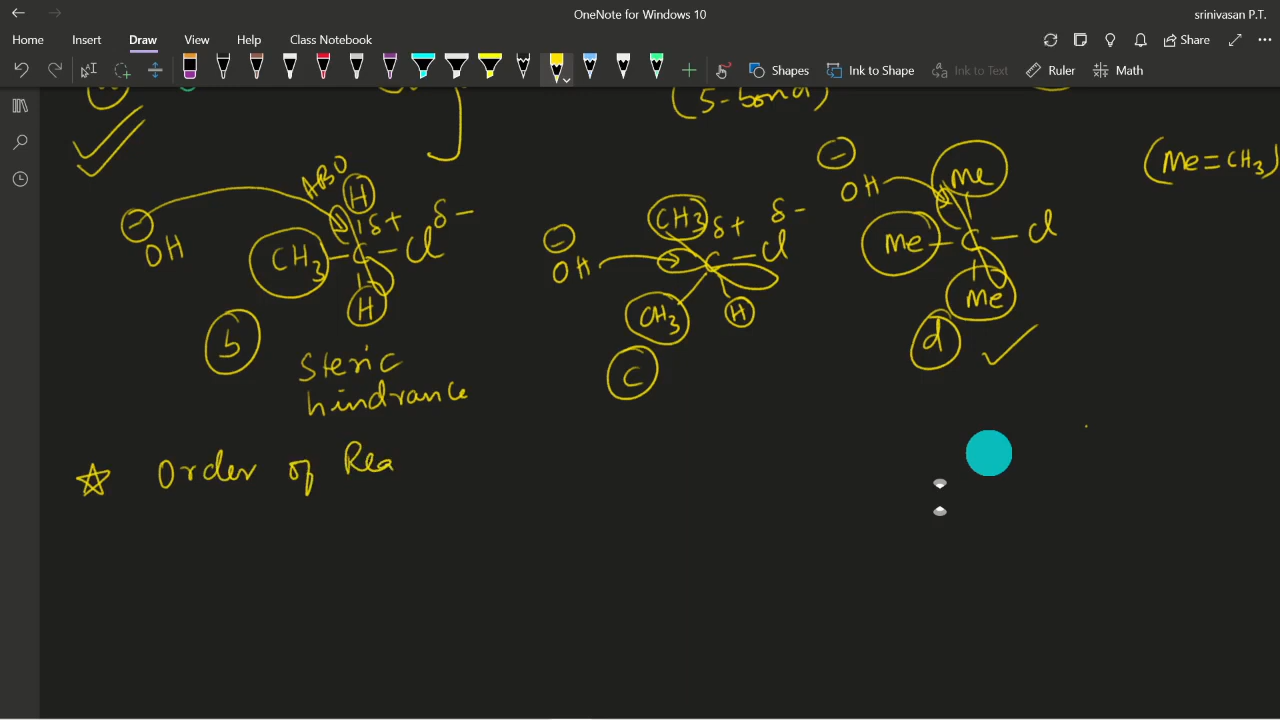 OneNote for Windows 10
srinivasan P.T.
Home Insert Draw View Help Class Notebook
Share
Shapes Ink to Shape Ink to Text Ruler Math
(5-bond)
(Me=CH3)
ABO
H
δ+ δ−
⊖
OH
CH3 – C – Cl
H
b
Steric
hindrance
CH3 δ+ δ−
⊖
OH
C – Cl
CH3 H
C
⊖
OH
Me
Me – C – Cl
Me
d ✓
☆ Order of Rea